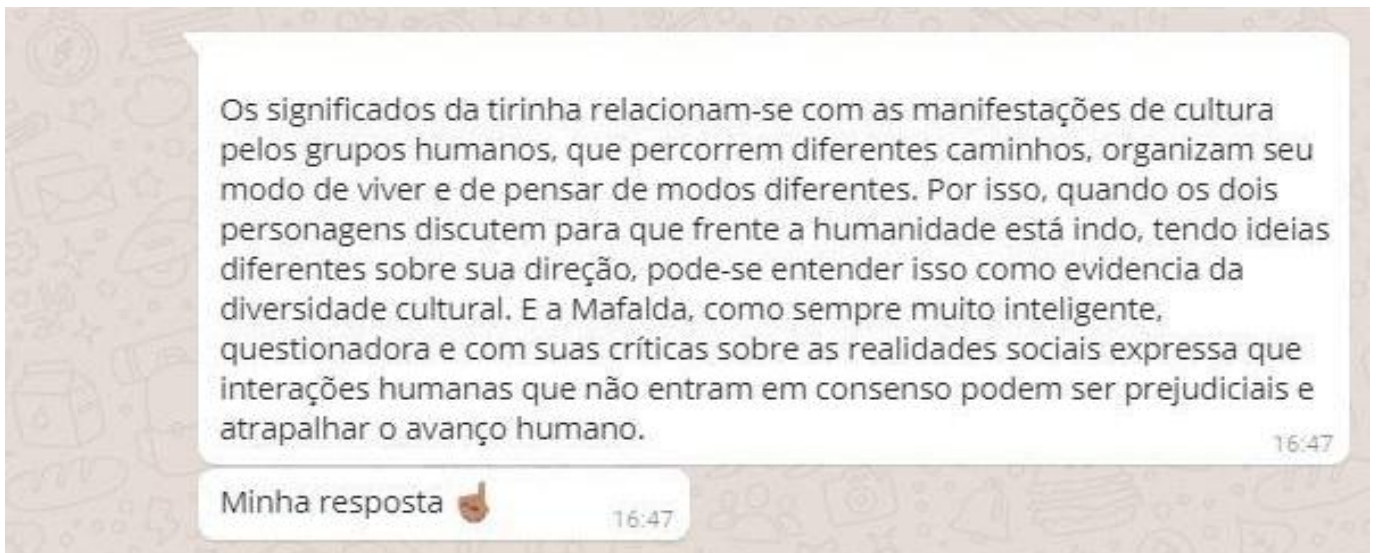 Os significados da tirinha relacionam-se com as manifestações de cultura
pelos grupos humanos, que percorrem diferentes caminhos, organizam seu
modo de viver e de pensar de modos diferentes. Por isso, quando os dois
personagens discutem para que frente a humanidade está indo, tendo ideias
diferentes sobre sua direção, pode-se entender isso como evidencia da
diversidade cultural. E a Mafalda, como sempre muito inteligente,
questionadora e com suas críticas sobre as realidades sociais expressa que
interações humanas que não entram em consenso podem ser prejudiciais e
atrapalhar o avanço humano.
16:47
Minha resposta ☝🏽
16:47